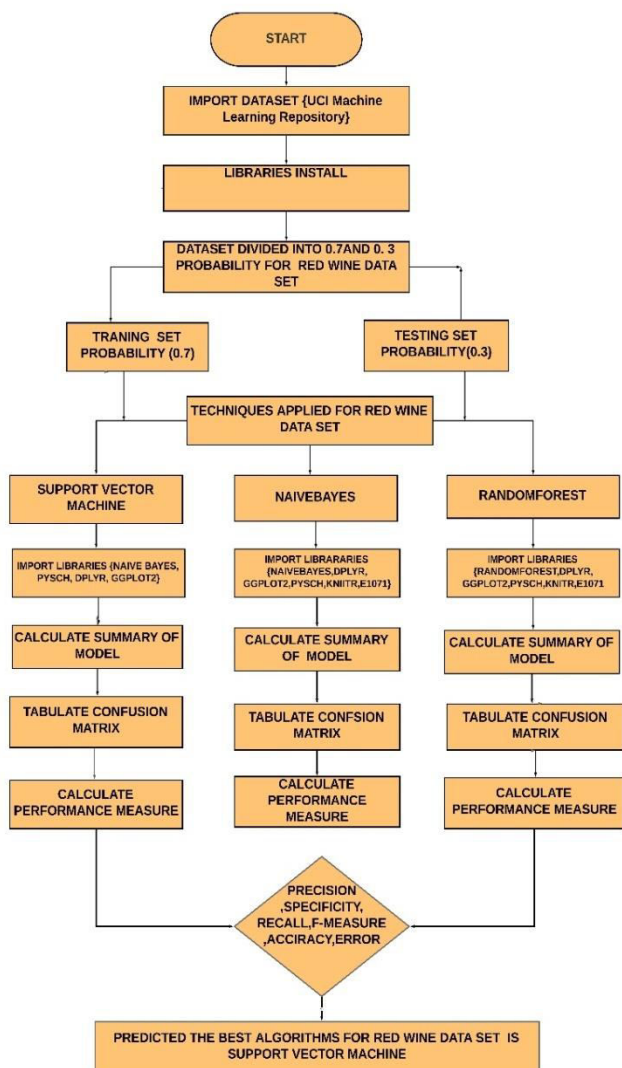 START
IMPORT DATASET {UCI Machine
Learning Repository}
LIBRARIES INSTALL
DATASET DIVIDED INTO 0.7AND 0. 3
PROBABILITY FOR RED WINE DATA
SET
TRANING SET
PROBABILITY (0.7)
TESTING SET
PROBABILITY(0.3)
TECHNIQUES APPLIED FOR RED WINE
DATA SET
SUPPORT VECTOR
MACHINE
NAIVEBAYES
RANDOMFOREST
IMPORT LIBRARIES {NAIVE BAYES,
PYSCH, DPLYR, GGPLOT2}
IMPORT LIBRARARIES
{NAIVEBAYES,DPLYR,
GGPLOT2,PYSCH,KNIITR,E1071}
IMPORT LIBRARIES
{RANDOMFOREST,DPLYR,
GGPLOT2,PYSCH,KNITR,E1071
CALCULATE SUMMARY OF
MODEL
CALCULATE SUMMARY
OF MODEL
CALCULATE SUMMARY OF
MODEL
TABULATE CONFUSION
MATRIX
TABULATE CONFSION
MATRIX
TABULATE CONFUSION
MATRIX
CALCULATE
PERFORMANCE MEASURE
CALCULATE
PERFORMANCE
MEASURE
CALCULATE
PERFORMANCE MEASURE
PRECISION
,SPECIFICITY,
RECALL,F-MEASURE
,ACCIRACY,ERROR
PREDICTED THE BEST ALGORITHMS FOR RED WINE DATA SET IS
SUPPORT VECTOR MACHINE